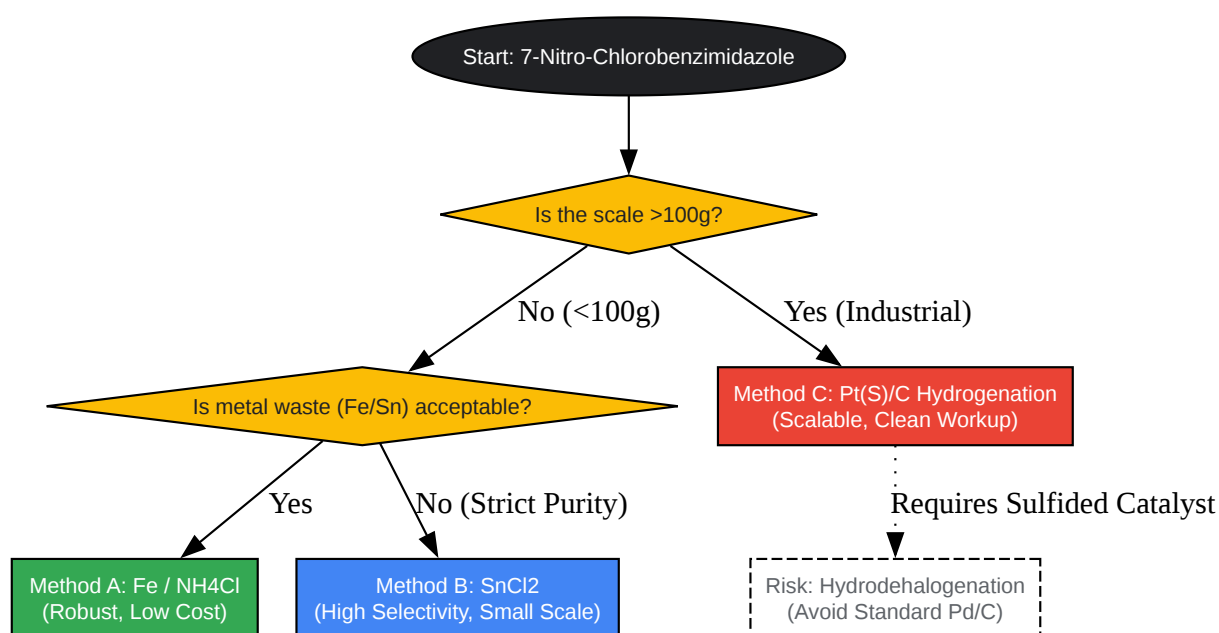 Start: 7-Nitro-Chlorobenzimidazole
Is the scale >100g?
No (<100g)
Yes (Industrial)
Is metal waste (Fe/Sn) acceptable?
Method C: Pt(S)/C Hydrogenation
(Scalable, Clean Workup)
Yes
No (Strict Purity)
Requires Sulfided Catalyst
Method A: Fe / NH4Cl
(Robust, Low Cost)
Method B: SnCl2
(High Selectivity, Small Scale)
Risk: Hydrodehalogenation
(Avoid Standard Pd/C)